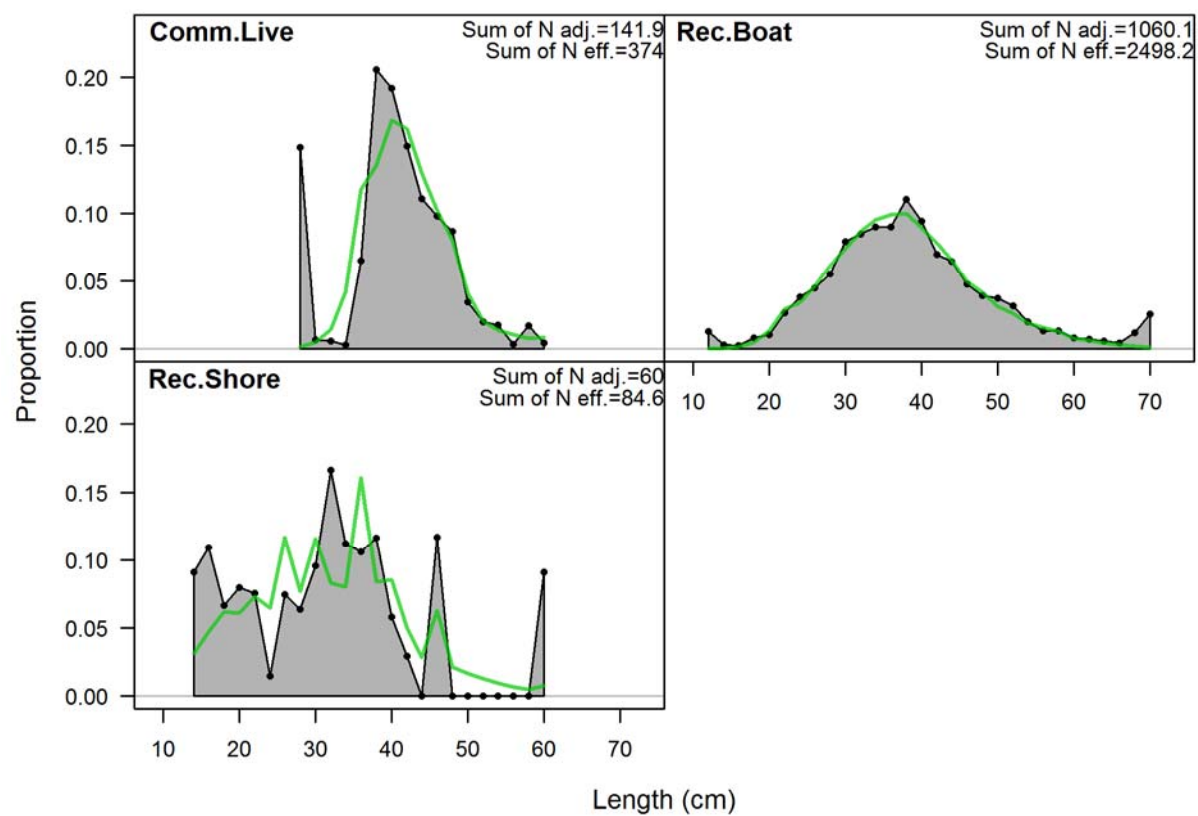 Comm.Live
Sum of N adj.=141.9
Sum of N eff.=374
Rec.Boat
Sum of N adj.=1060.1
Sum of N eff.=2498.2
0.20
0.15
0.10
0.05
0.00
Rec.Shore
Sum of N adj.=60
Sum of N eff.=84.6
10 20 30 40 50 60 70
0.20
0.15
0.10
0.05
0.00
10 20 30 40 50 60 70
Proportion
Length (cm)